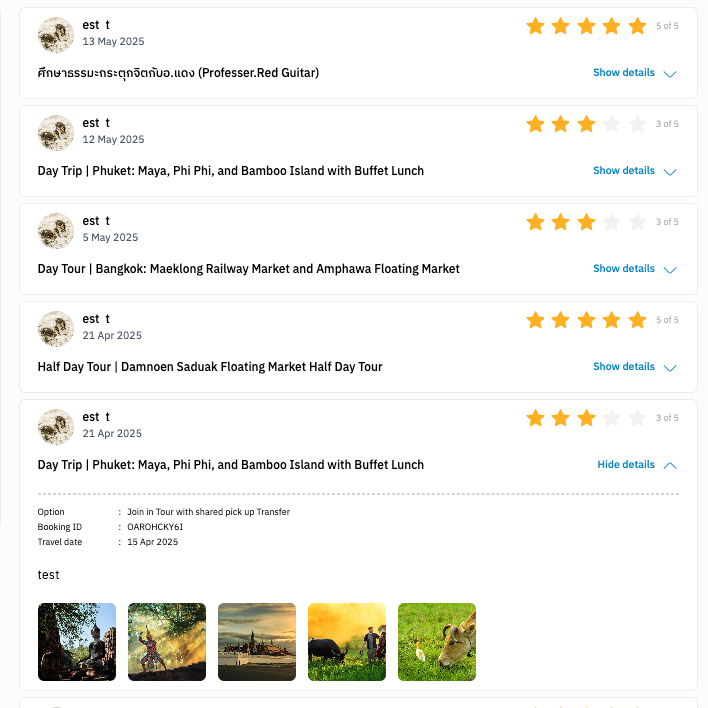 est t
5 of 5
13 May 2025
ศึกษาธรรมะกระตุกจิตกับอ.แดง (Professer.Red Guitar)
Show details
est t
3 of 5
12 May 2025
Day Trip | Phuket: Maya, Phi Phi, and Bamboo Island with Buffet Lunch
Show details
est t
3 of 5
5 May 2025
Day Tour | Bangkok: Maeklong Railway Market and Amphawa Floating Market
Show details
est t
5 of 5
21 Apr 2025
Half Day Tour | Damnoen Saduak Floating Market Half Day Tour
Show details
est t
3 of 5
21 Apr 2025
Day Trip | Phuket: Maya, Phi Phi, and Bamboo Island with Buffet Lunch
Hide details
Option : Join in Tour with shared pick up Transfer
Booking ID : OAROHCKY6I
Travel date : 15 Apr 2025
test